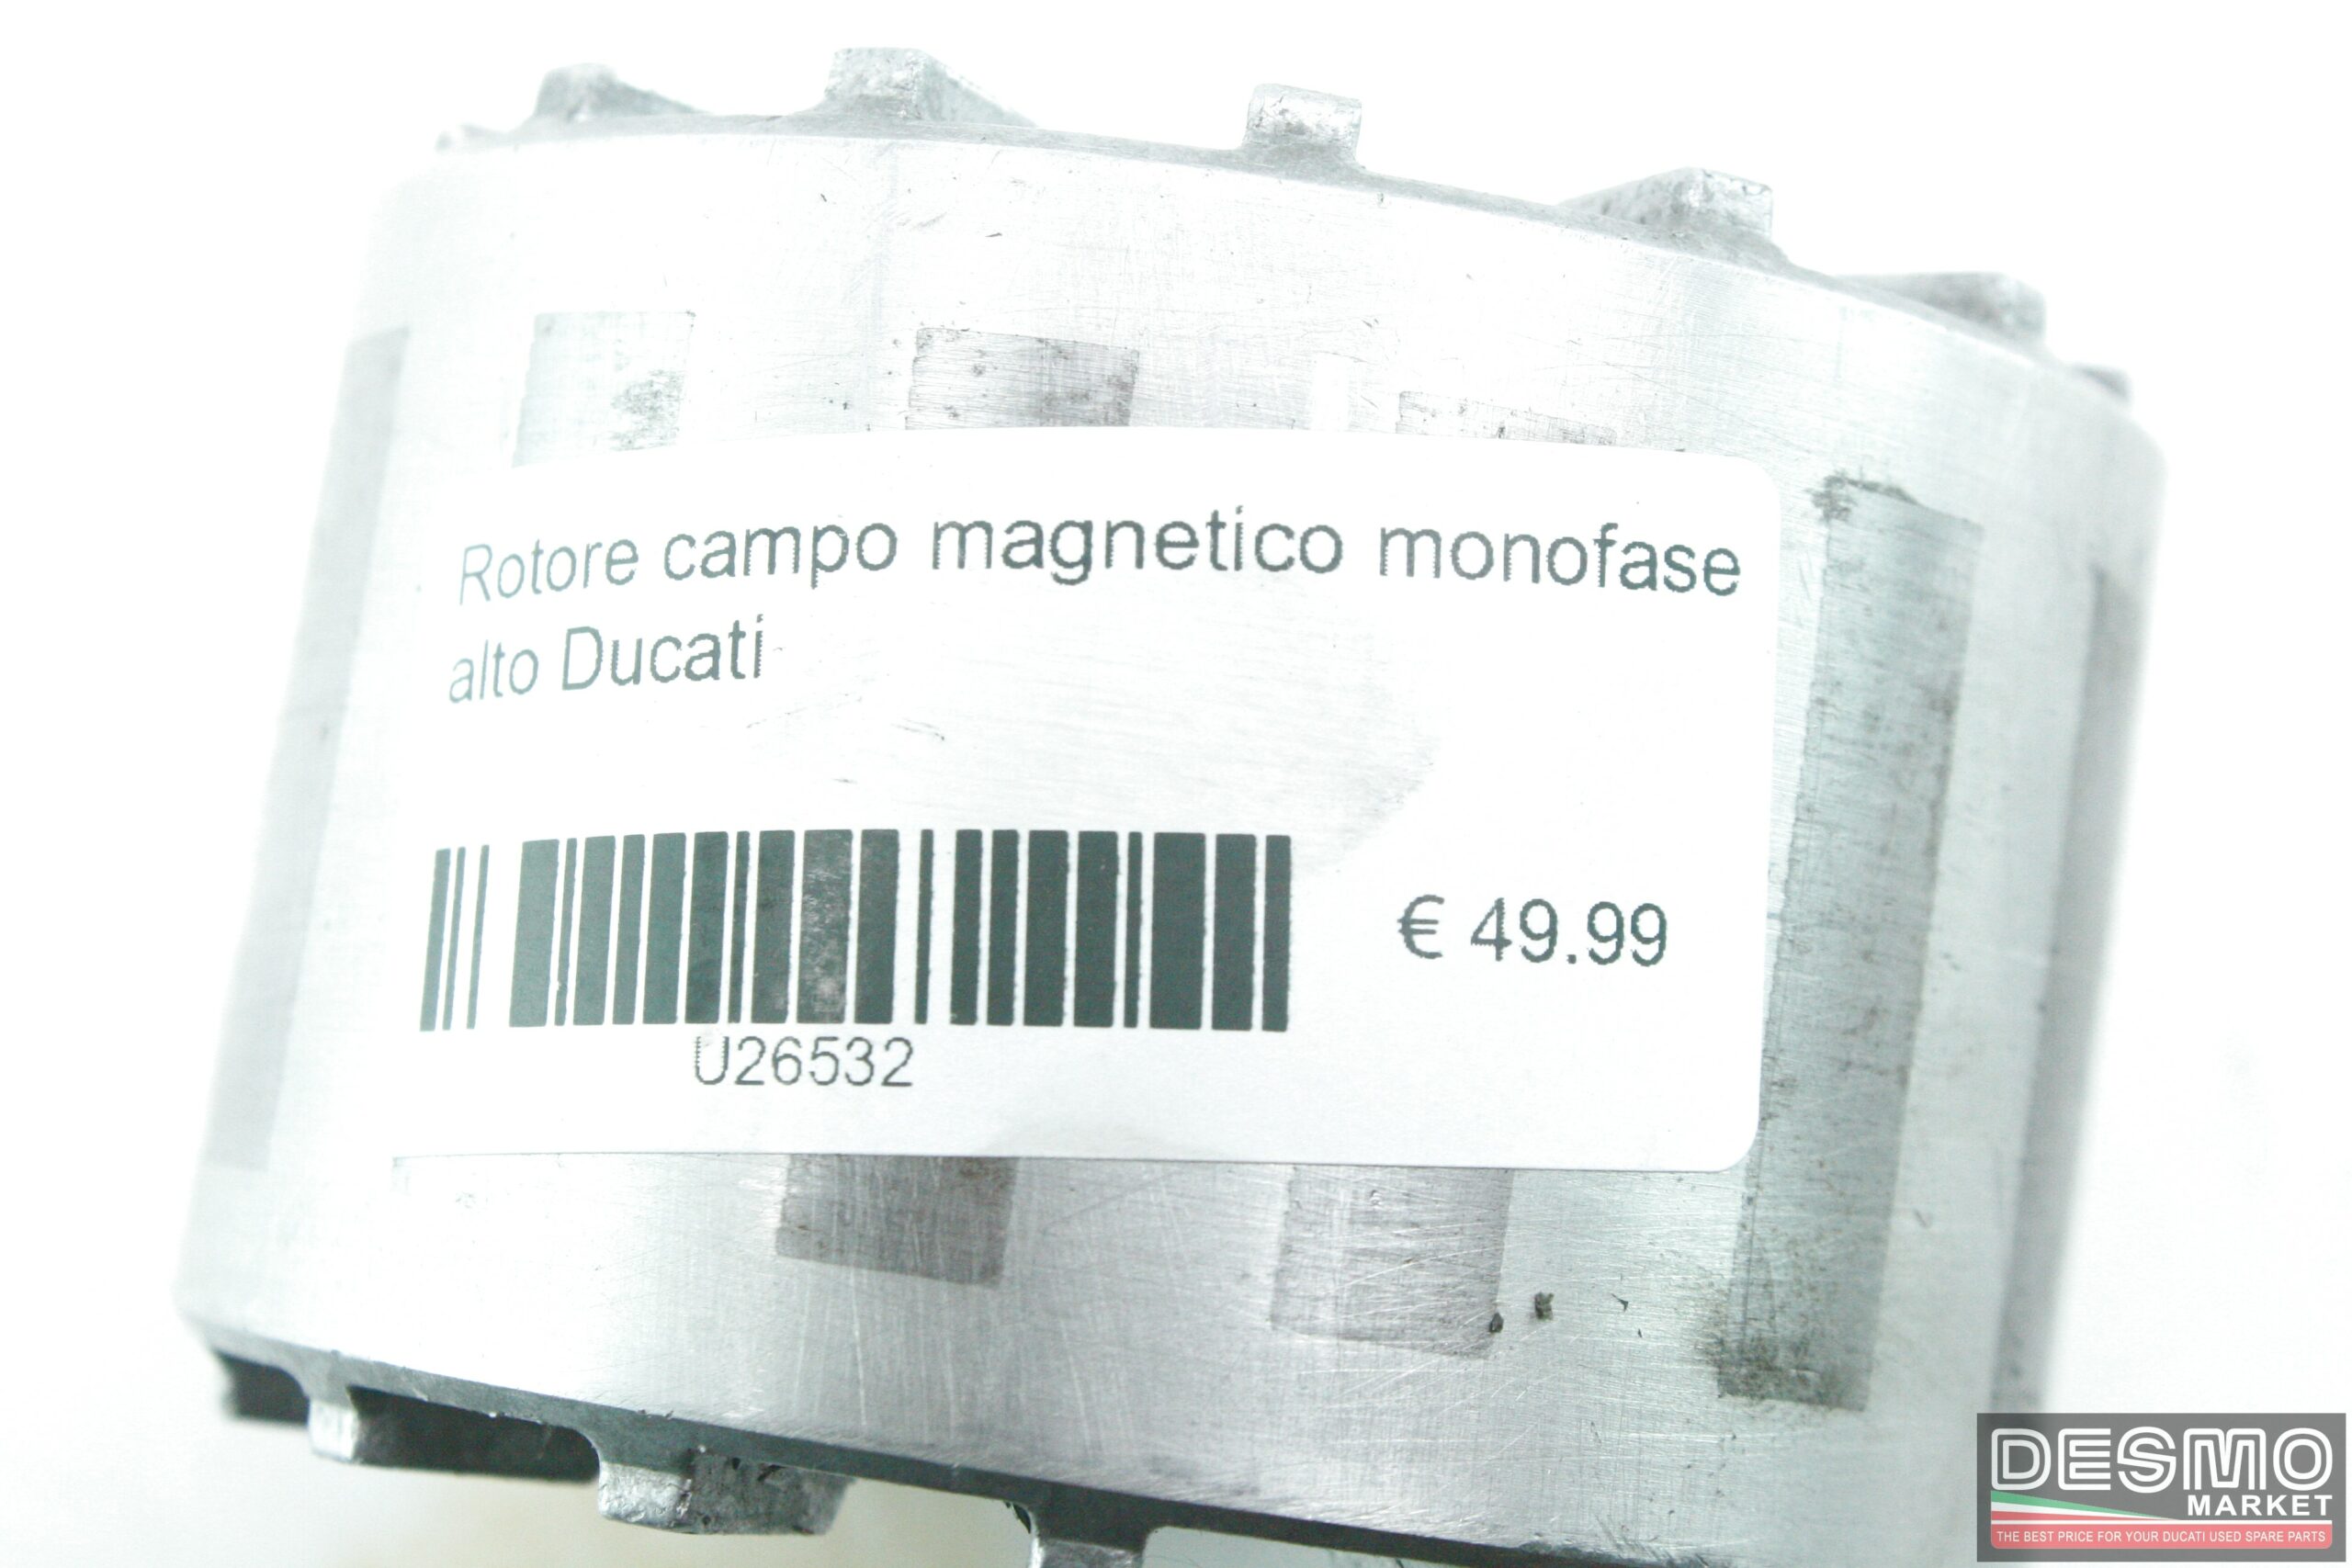 Rotore campo magnetico monofase
alto Ducati
€ 49.99
U26532
DESMO
MARKET
THE BEST PRICE FOR YOUR DUCATI USED SPARE PARTS